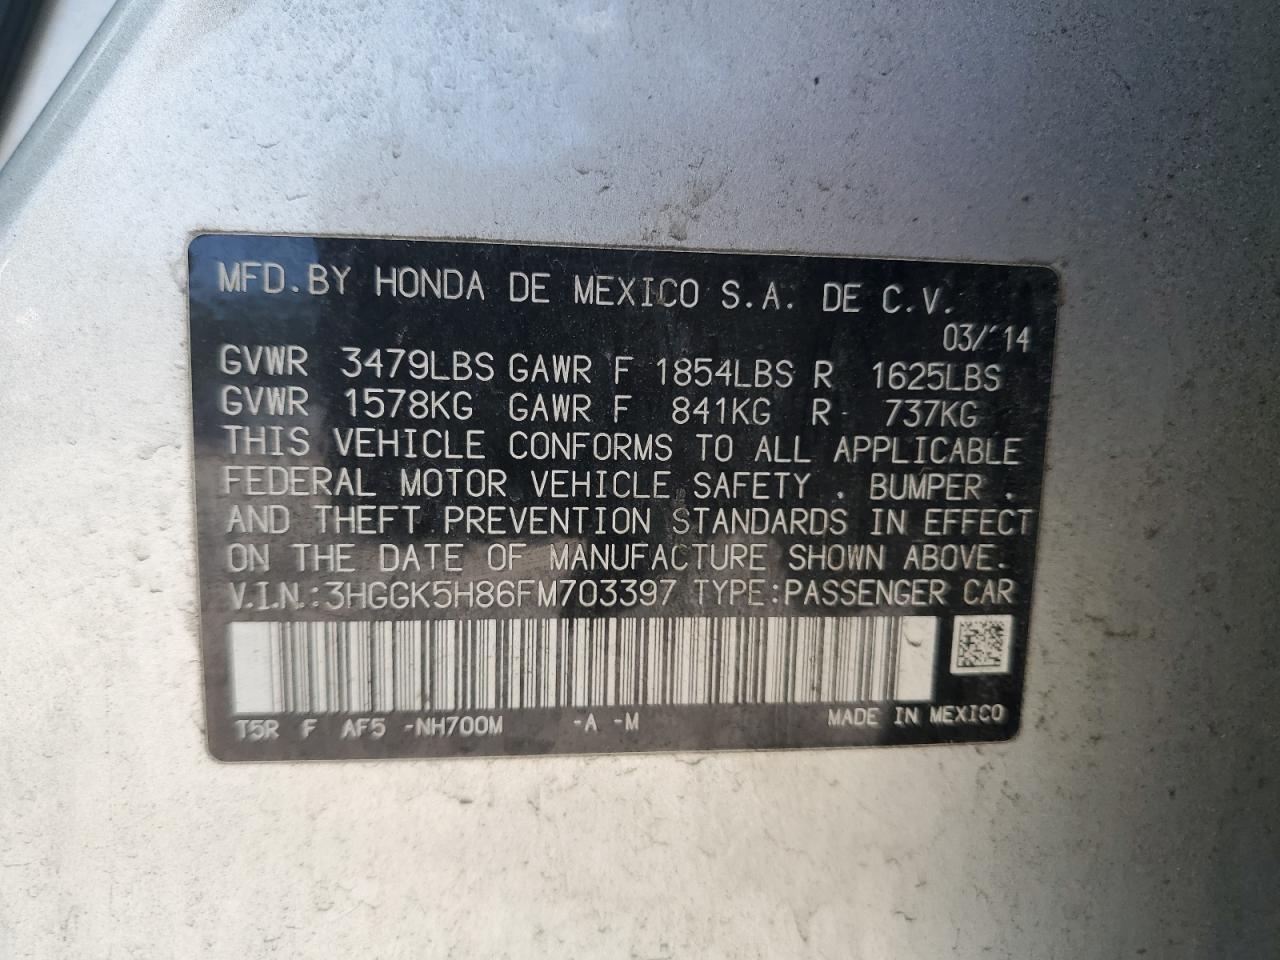 MFD.BY HONDA DE MEXICO S.A. DE C.V.
03/'14
GVWR 3479LBS GAWR F 1854LBS R 1625LBS
GVWR 1578KG GAWR F 841KG R 737KG
THIS VEHICLE CONFORMS TO ALL APPLICABLE
FEDERAL MOTOR VEHICLE SAFETY . BUMPER .
AND THEFT PREVENTION STANDARDS IN EFFECT
ON THE DATE OF MANUFACTURE SHOWN ABOVE.
V.I.N.:3HGGK5H86FM703397 TYPE:PASSENGER CAR
T5R F AF5 -NH700M -A -M MADE IN MEXICO